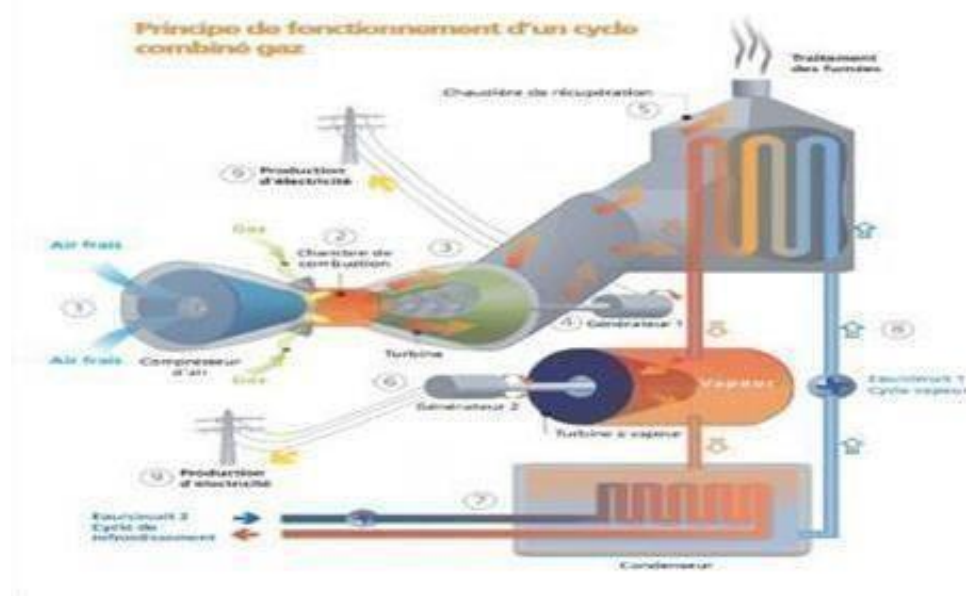 Principe de fonctionnement d'un cycle
combiné gaz
Traitement
des fumées
Chaudière de récupération
5
9
Production
d'électricité
Air frais
Gaz
2
Chambre de
combustion
3
1
4
Générateur 1
Air frais
Compresseur
d'air
Gaz
Turbine
6
Générateur 2
Vapeur
Turbine à vapeur
8
Eau/circuit 1
Cycle vapeur
9
Production
d'électricité
7
Eau/circuit 2
Cycle de
refroidissement
Condenseur